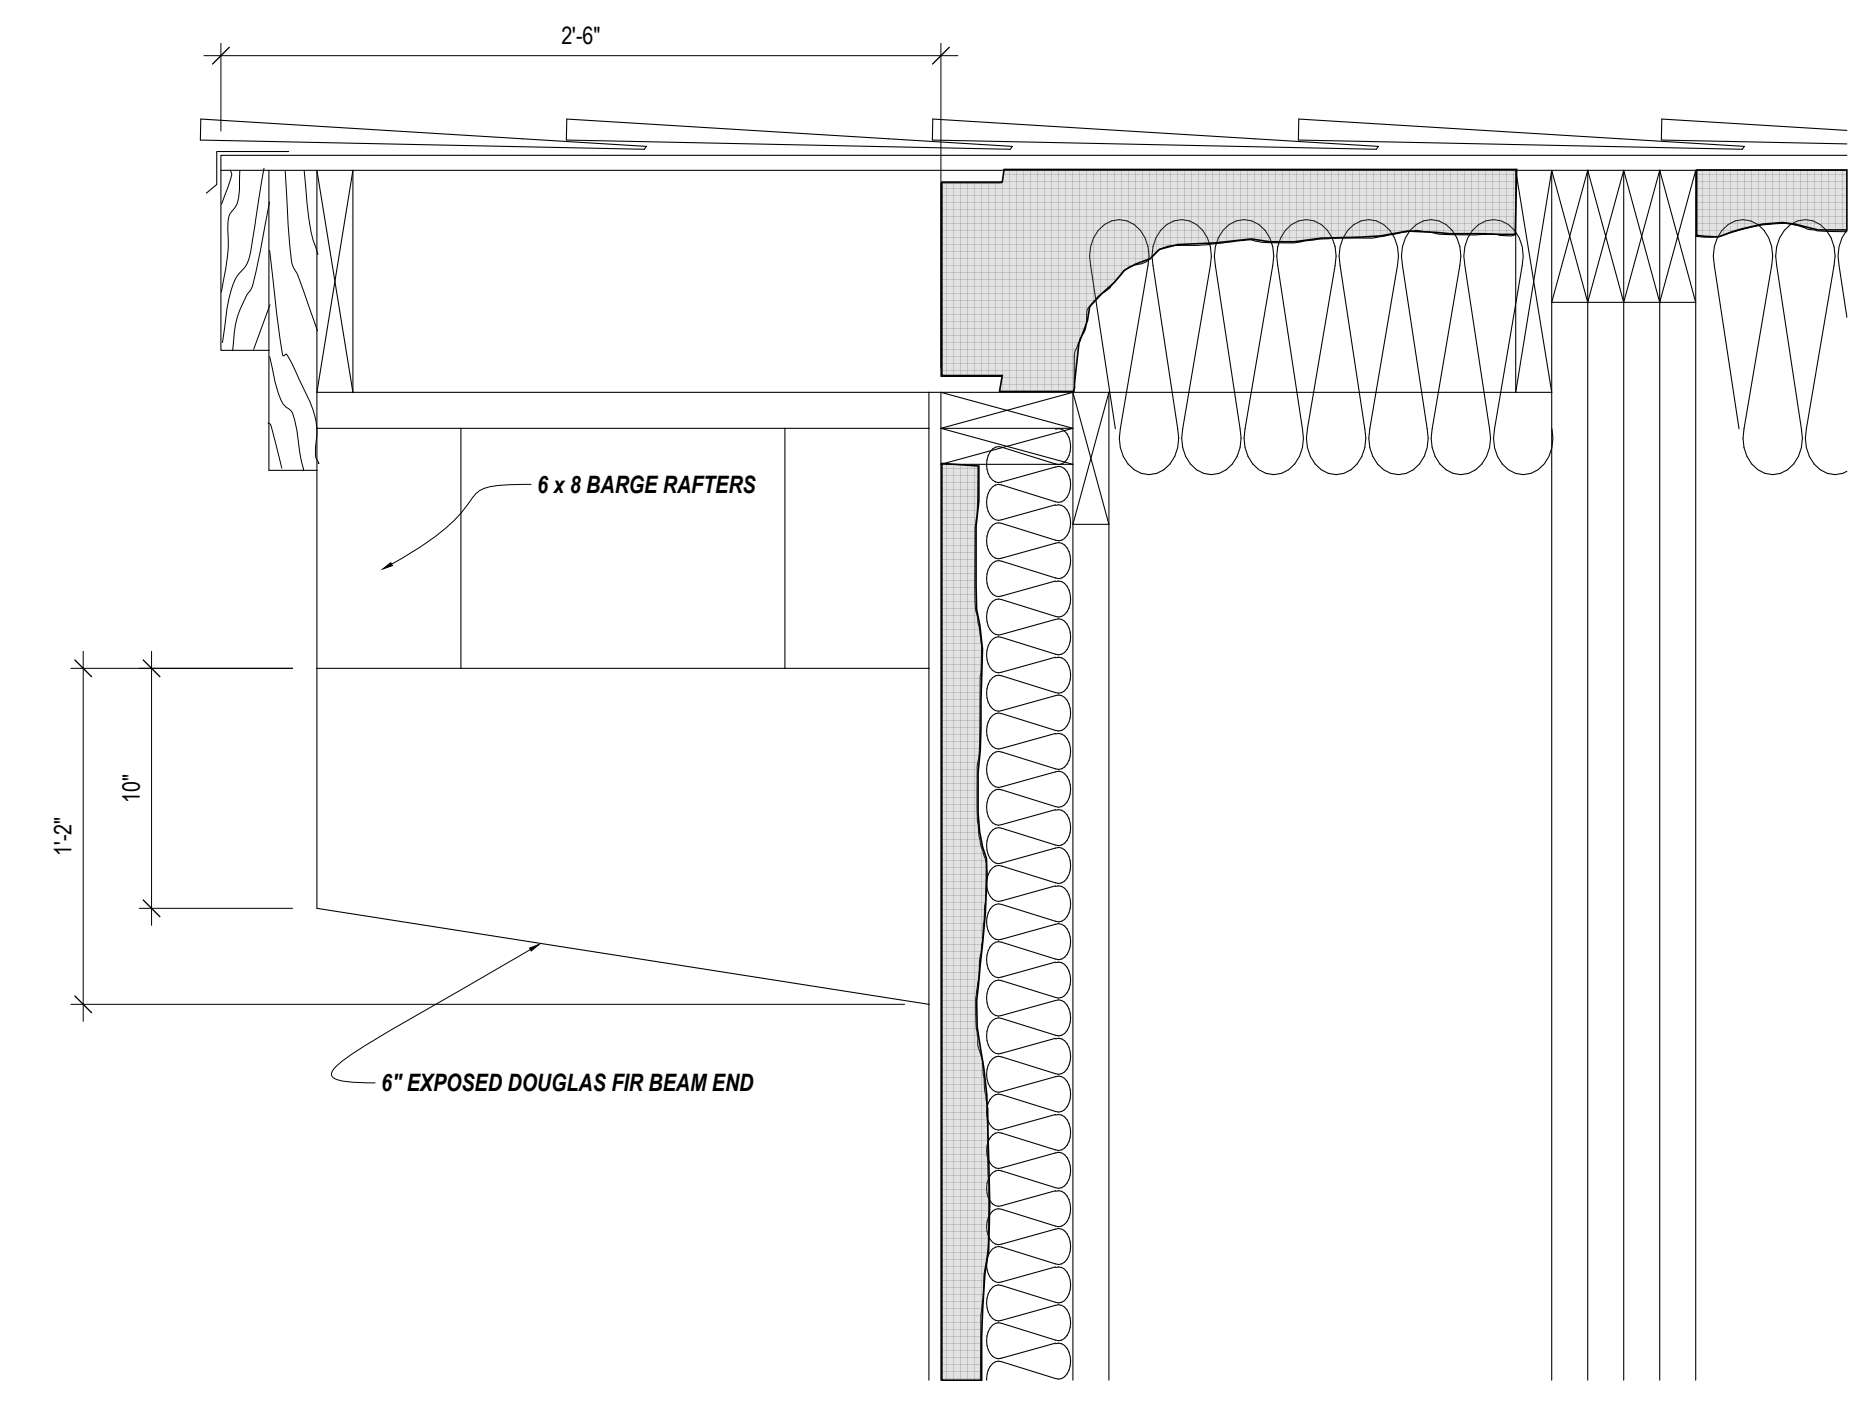 2'-6"
6 x 8 BARGE RAFTERS
10"
1'-2"
6" EXPOSED DOUGLAS FIR BEAM END